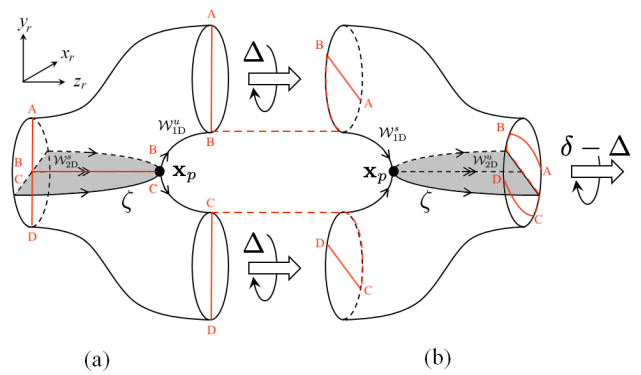 y_r
x_r
z_r
A
B
C
D
𝒲^s_2D
ζ
𝒲^u_1D
B
C
x_p
A
B
C
D
Δ
Δ
B
A
D
C
𝒲^s_1D
x_p
𝒲^u_2D
ζ
B
A
D
C
δ − Δ
(a)
(b)